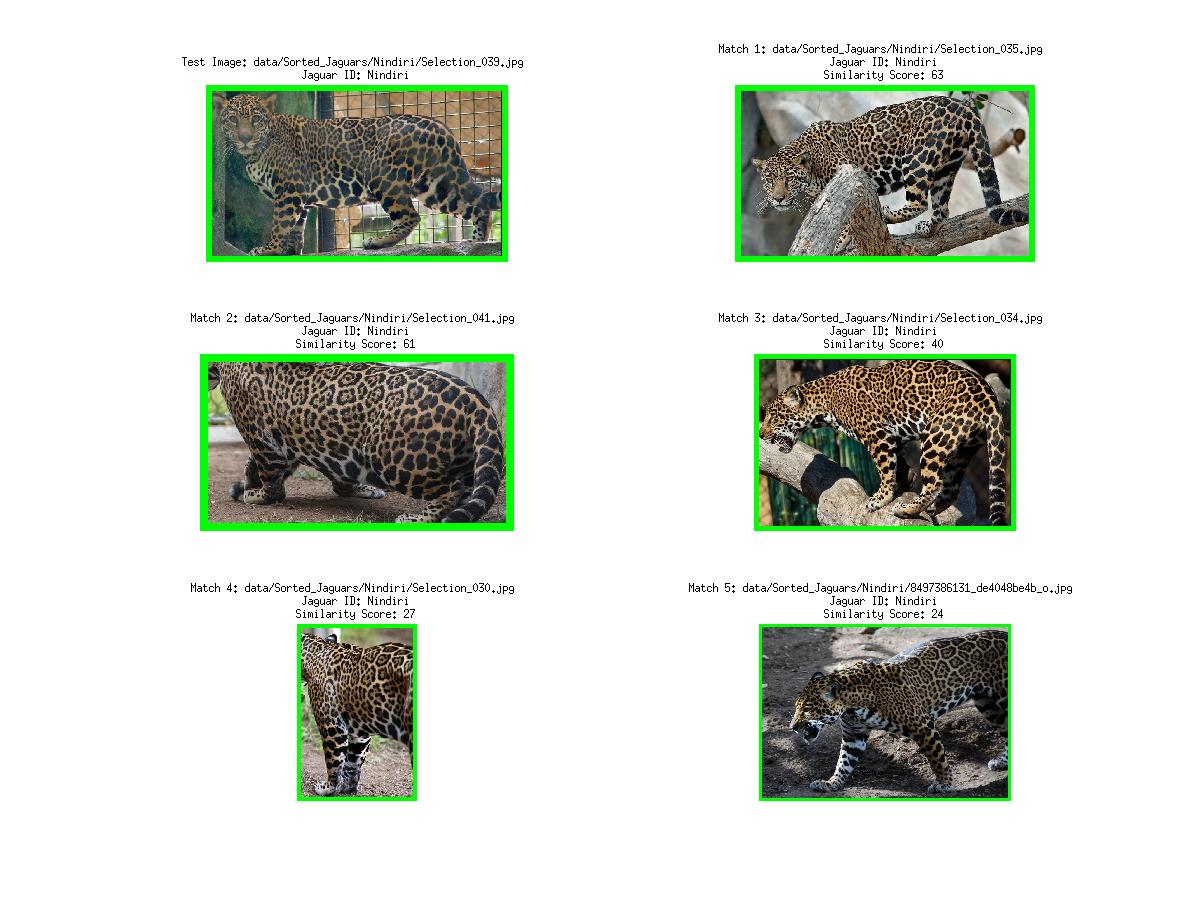 Test Image: data/Sorted_Jaguars/Nindiri/Selection_039.jpg
Jaguar ID: Nindiri
Match 1: data/Sorted_Jaguars/Nindiri/Selection_035.jpg
Jaguar ID: Nindiri
Similarity Score: 63
Match 2: data/Sorted_Jaguars/Nindiri/Selection_041.jpg
Jaguar ID: Nindiri
Similarity Score: 61
Match 3: data/Sorted_Jaguars/Nindiri/Selection_034.jpg
Jaguar ID: Nindiri
Similarity Score: 40
Match 4: data/Sorted_Jaguars/Nindiri/Selection_030.jpg
Jaguar ID: Nindiri
Similarity Score: 27
Match 5: data/Sorted_Jaguars/Nindiri/8497386131_de4048be4b_o.jpg
Jaguar ID: Nindiri
Similarity Score: 24